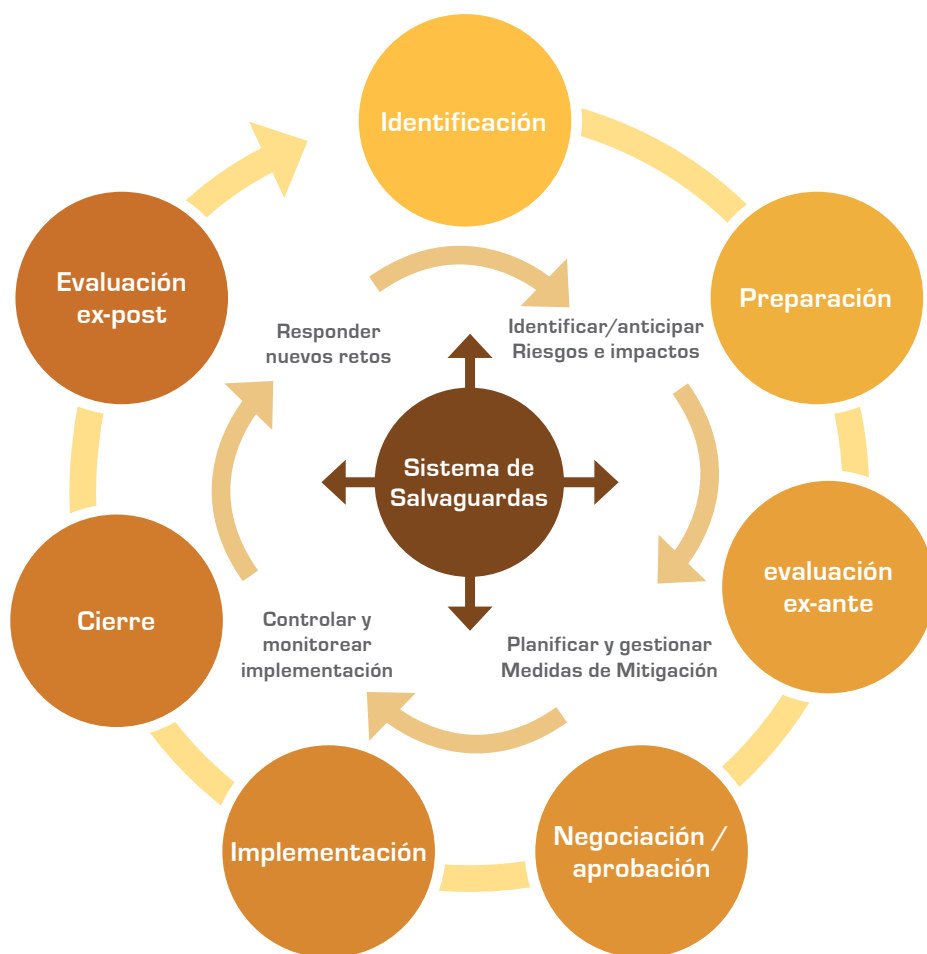 Identificación
Preparación
evaluación
ex-ante
Negociación /
aprobación
Implementación
Cierre
Evaluación
ex-post
Identificar/anticipar
Riesgos e impactos
Planificar y gestionar
Medidas de Mitigación
Controlar y
monitorear
implementación
Responder
nuevos retos
Sistema de
Salvaguardas